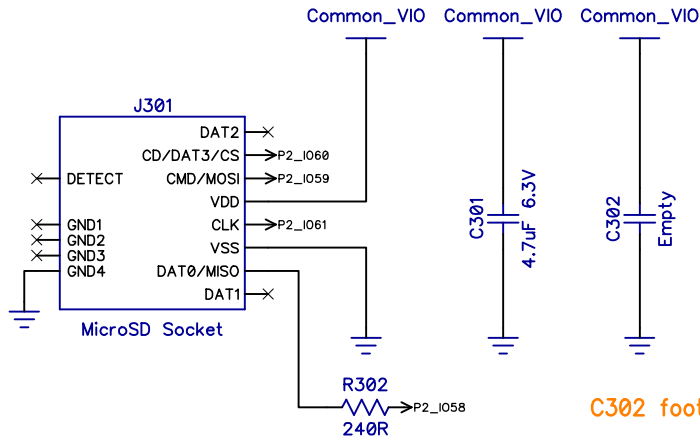 Common_VIO Common_VIO Common_VIO
J301
DAT2
CD/DAT3/CS P2_IO60
DETECT CMD/MOSI P2_IO59
VDD
GND1 CLK P2_IO61
GND2
VSS
GND3
GND4 DAT0/MISO
DAT1
MicroSD Socket
C301
4.7uF 6.3V
C302
Empty
R302
P2_IO58
240R
C302 foot